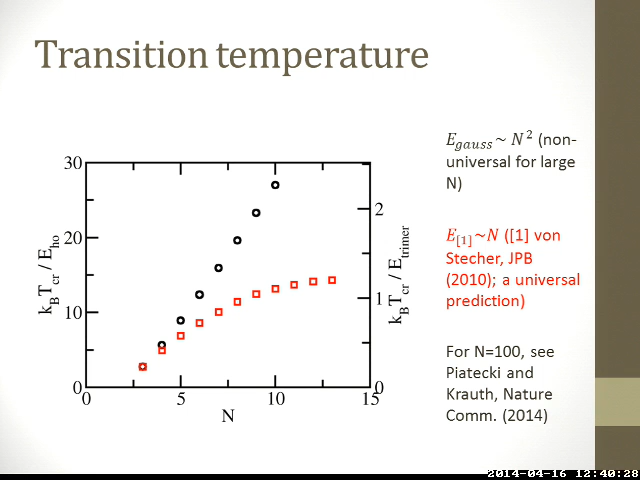 Transition temperature
E_gauss ~ N² (non-
universal for large
N)
E_[1]~N ([1] von
Stecher, JPB
(2010); a universal
prediction)
For N=100, see
Piatecki and
Krauth, Nature
Comm. (2014)
30
20
10
0
k_B T_cr / E_ho
2
1
0
k_B T_cr / E_trimer
0
5
10
15
N
2014-04-16 12:40:28